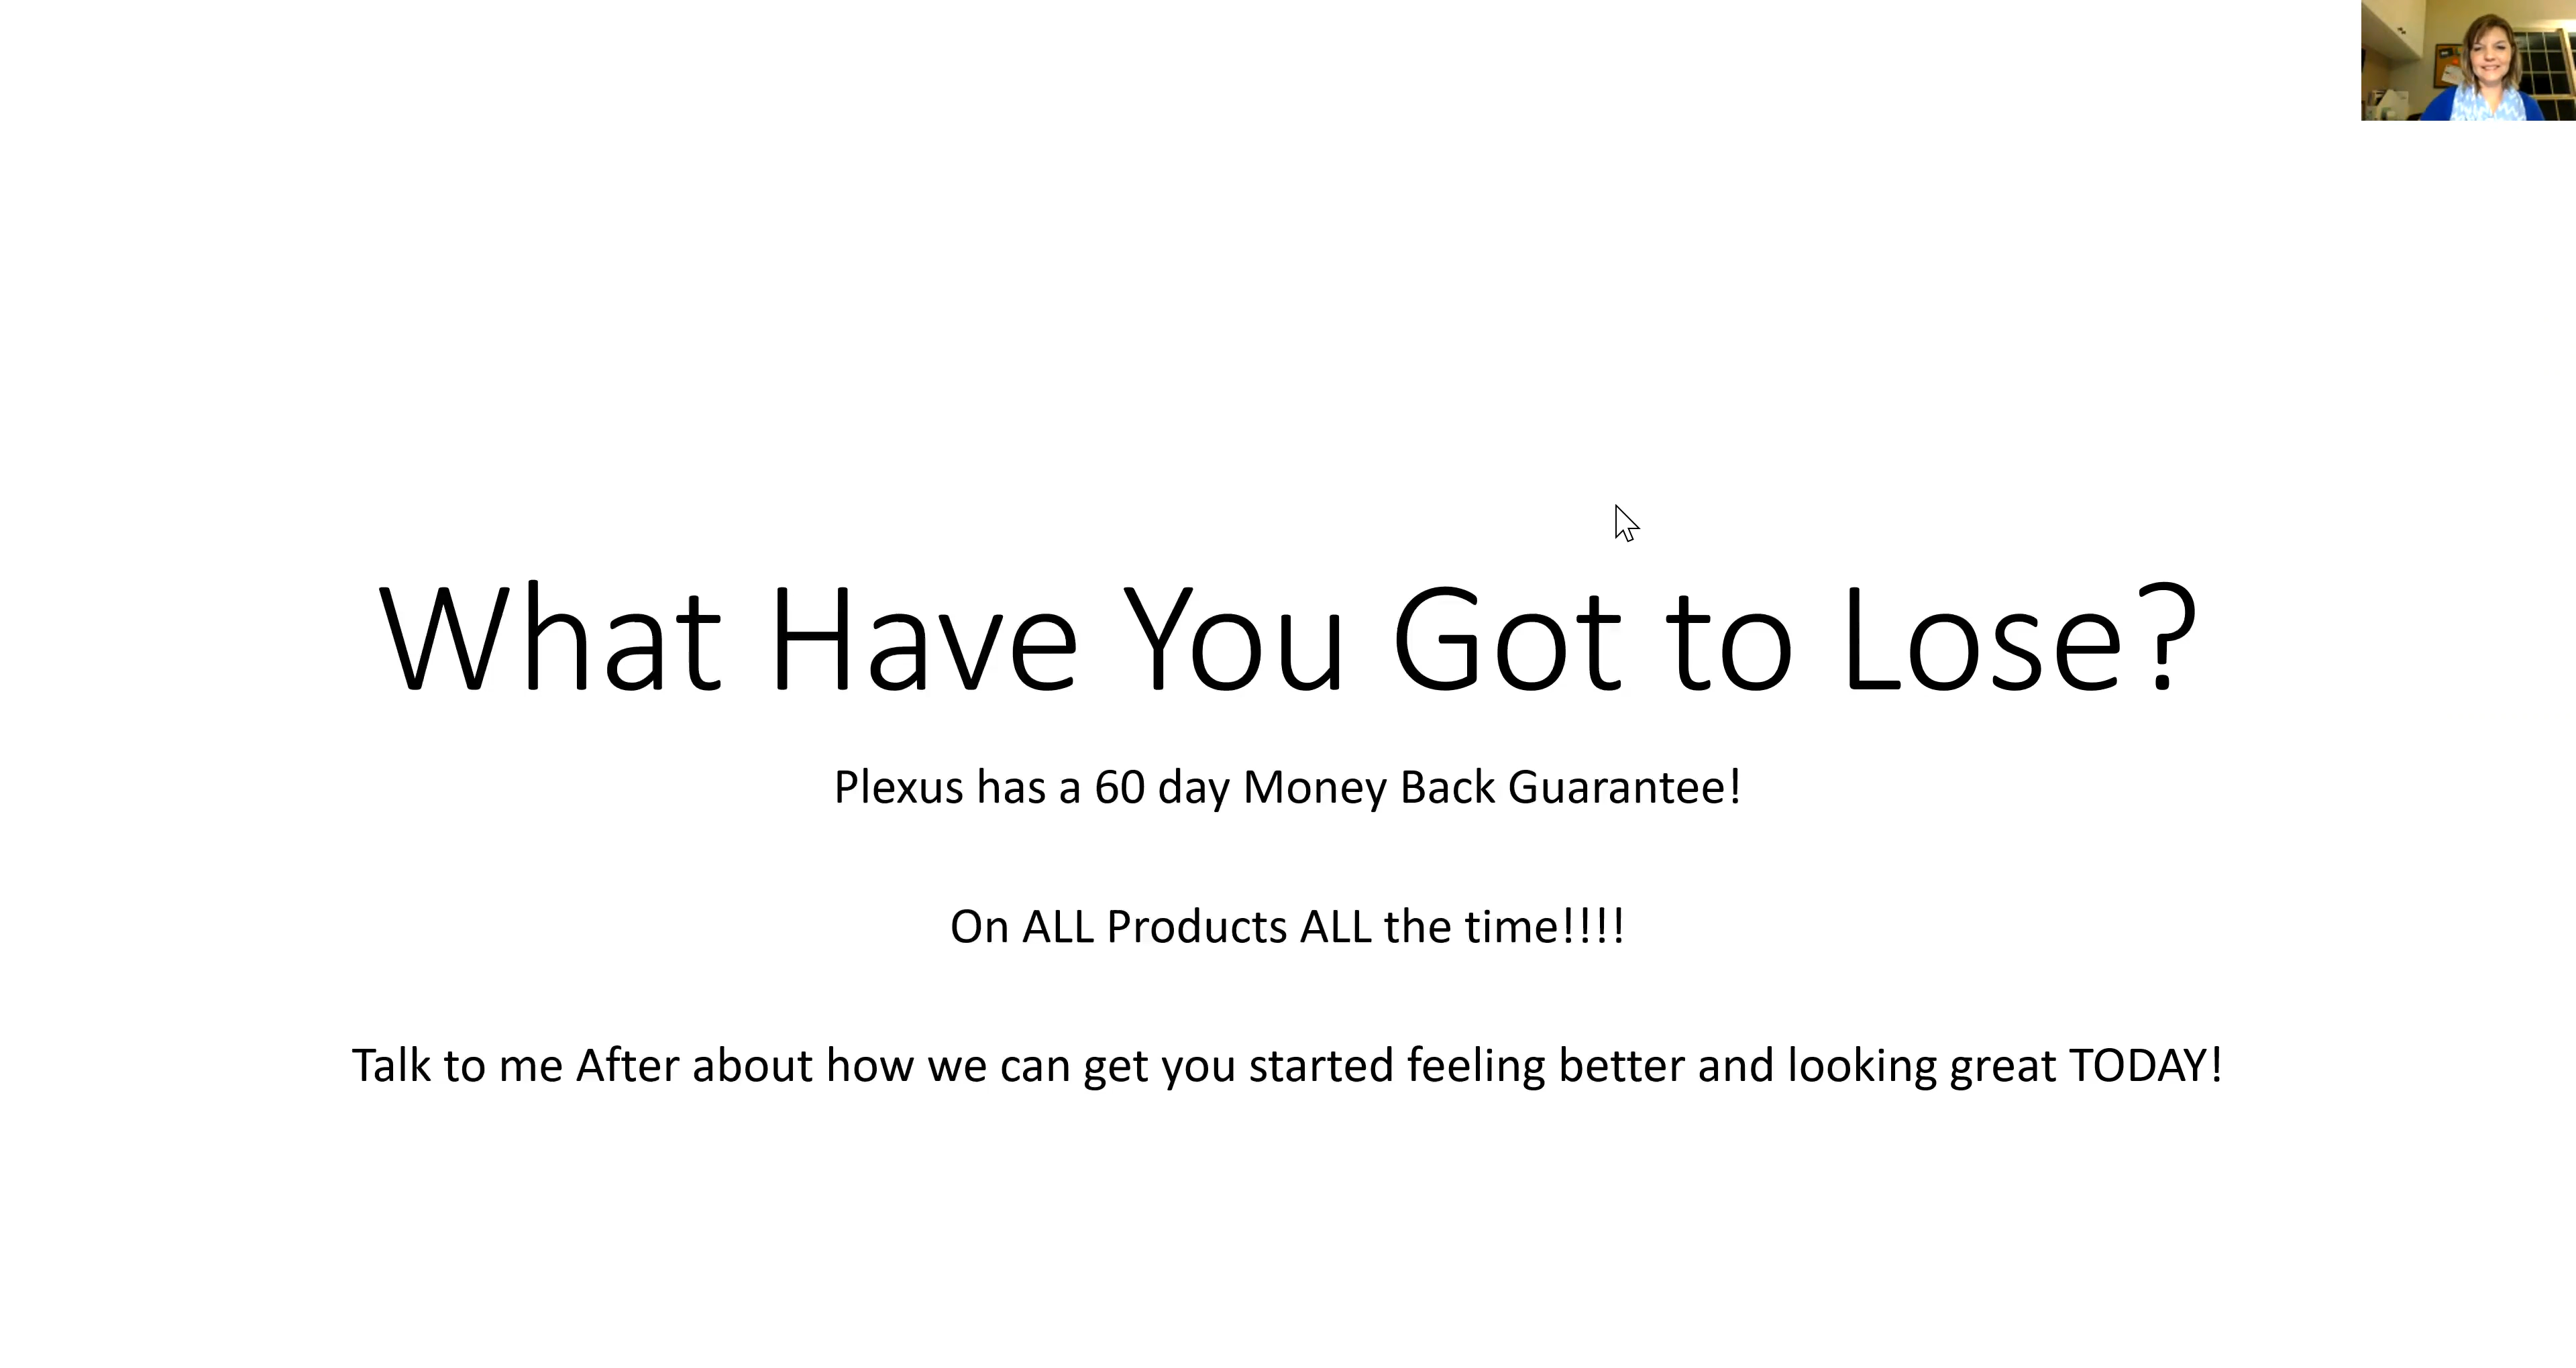 What Have You Got to Lose?
Plexus has a 60 day Money Back Guarantee!
On ALL Products ALL the time!!!!
Talk to me After about how we can get you started feeling better and looking great TODAY!